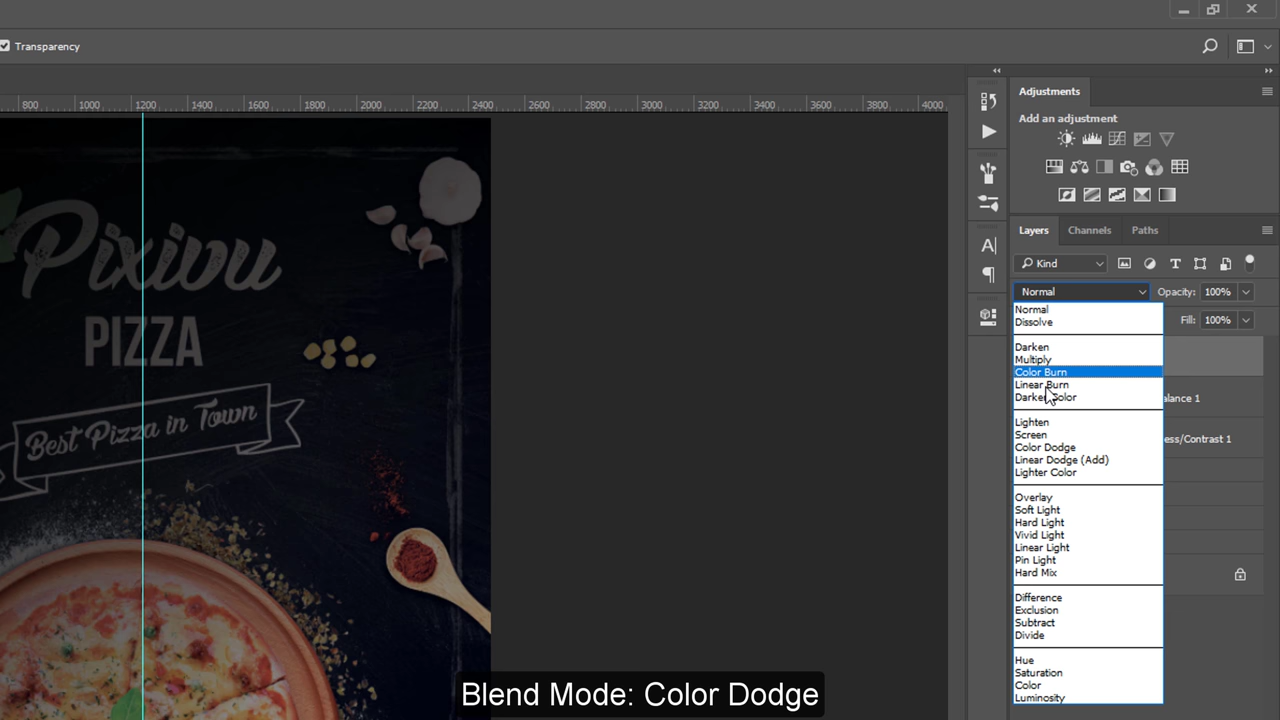 Transparency
800 1000 1200 1400 1600 1800 2000 2200 2400 2600 2800 3000 3200 3400 3600 3800 4000
Pixivu
PIZZA
Best Pizza in Town
Adjustments
Add an adjustment
Layers Channels Paths
Kind
Normal Opacity: 100%
Fill: 100%
Normal
Dissolve
Darken
Multiply
Color Burn
Linear Burn
Darker Color
alance 1
Lighten
Screen
ess/Contrast 1
Color Dodge
Linear Dodge (Add)
Lighter Color
Overlay
Soft Light
Hard Light
Vivid Light
Linear Light
Pin Light
Hard Mix
Difference
Exclusion
Subtract
Divide
Hue
Saturation
Color
Luminosity
Blend Mode: Color Dodge